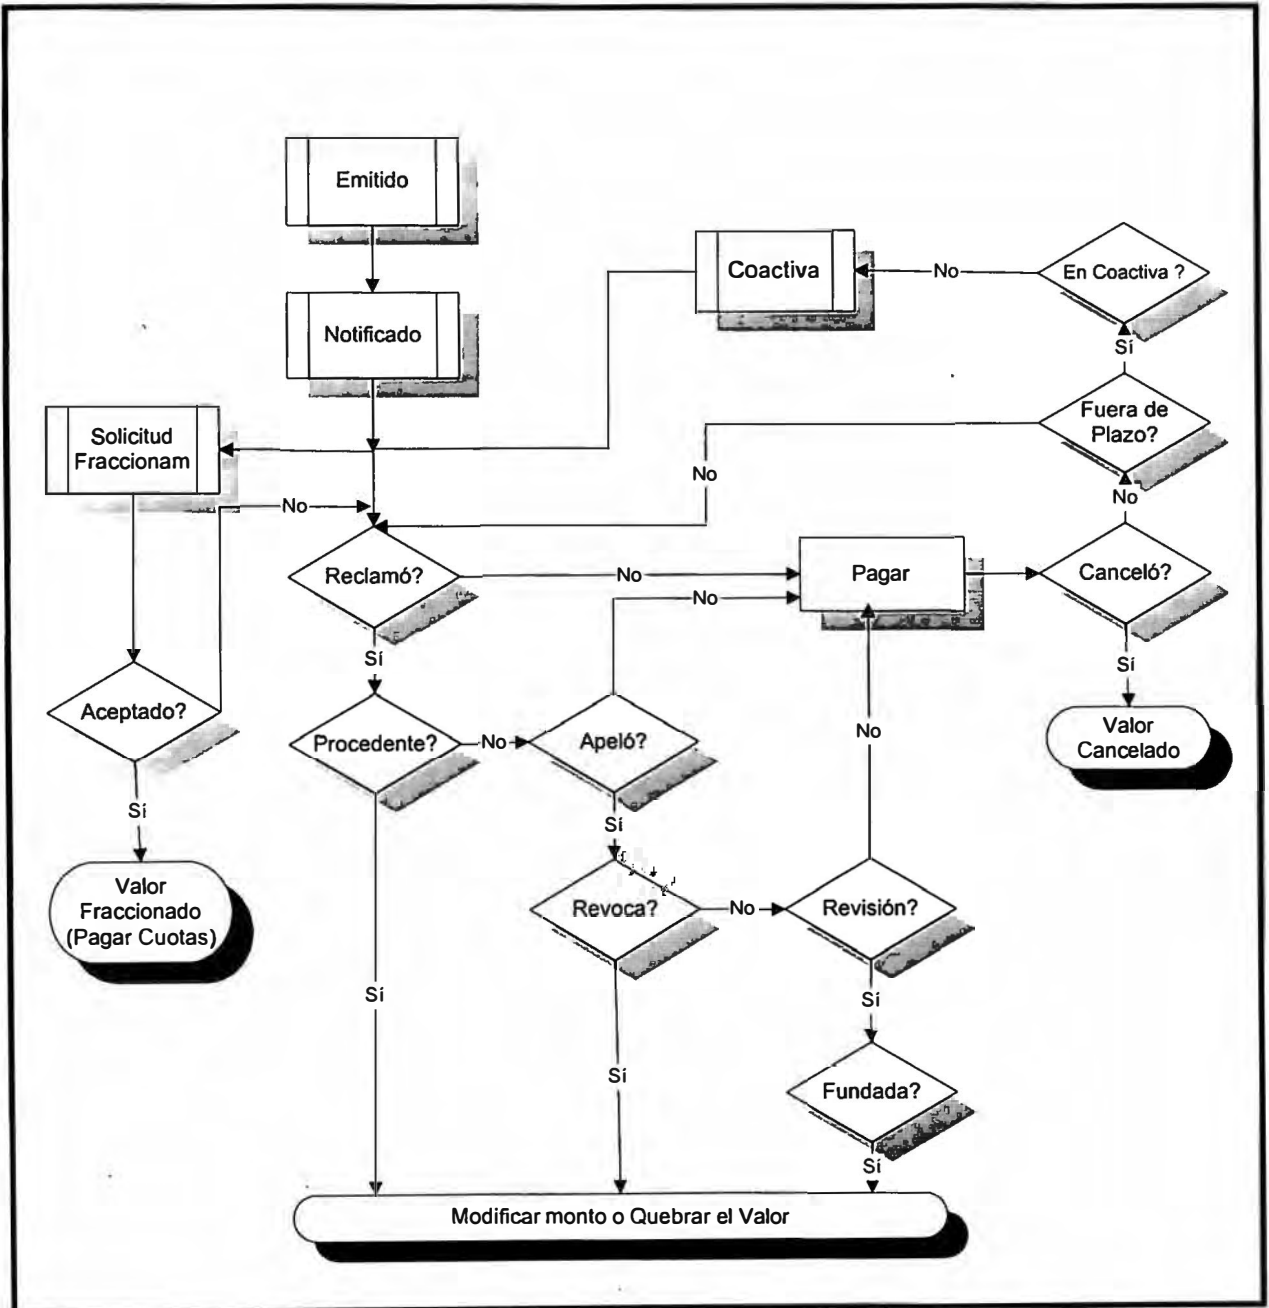 Emitido
Coactiva
No
En Coactiva ?
Notificado
Sí
Solicitud
Fraccionam
Fuera de
Plazo?
No
No
No
Reclamó?
No
Pagar
Canceló?
No
Sí
Sí
Aceptado?
Procedente?
No
Apeló?
No
Valor
Cancelado
Sí
Sí
Valor
Fraccionado
(Pagar Cuotas)
Revoca?
No
Revisión?
Sí
Sí
Sí
Fundada?
Sí
Modificar monto o Quebrar el Valor